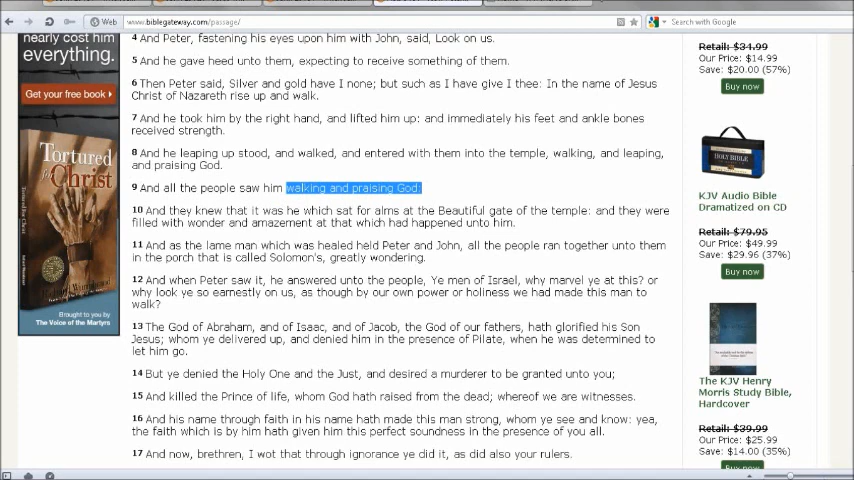 Web
www.biblegateway.com/passage/
Search with Google
nearly cost him
everything.
Get your free book
Tortured
for Christ
Brought to you by
The Voice of the Martyrs
4 And Peter, fastening his eyes upon him with John, said, Look on us.
5 And he gave heed unto them, expecting to receive something of them.
6 Then Peter said, Silver and gold have I none; but such as I have give I thee: In the name of Jesus
Christ of Nazareth rise up and walk.
7 And he took him by the right hand, and lifted him up: and immediately his feet and ankle bones
received strength.
8 And he leaping up stood, and walked, and entered with them into the temple, walking, and leaping,
and praising God.
9 And all the people saw him walking and praising God:
10 And they knew that it was he which sat for alms at the Beautiful gate of the temple: and they were
filled with wonder and amazement at that which had happened unto him.
11 And as the lame man which was healed held Peter and John, all the people ran together unto them
in the porch that is called Solomon's, greatly wondering.
12 And when Peter saw it, he answered unto the people, Ye men of Israel, why marvel ye at this? or
why look ye so earnestly on us, as though by our own power or holiness we had made this man to
walk?
13 The God of Abraham, and of Isaac, and of Jacob, the God of our fathers, hath glorified his Son
Jesus; whom ye delivered up, and denied him in the presence of Pilate, when he was determined to
let him go.
14 But ye denied the Holy One and the Just, and desired a murderer to be granted unto you;
15 And killed the Prince of life, whom God hath raised from the dead; whereof we are witnesses.
16 And his name through faith in his name hath made this man strong, whom ye see and know: yea,
the faith which is by him hath given him this perfect soundness in the presence of you all.
17 And now, brethren, I wot that through ignorance ye did it, as did also your rulers.
Retail: $34.99
Our Price: $14.99
Save: $20.00 (57%)
Buy now
HOLY BIBLE
KJV Audio Bible
Dramatized on CD
Retail: $79.95
Our Price: $49.99
Save: $29.96 (37%)
Buy now
The KJV Henry
Morris Study Bible,
Hardcover
Retail: $39.99
Our Price: $25.99
Save: $14.00 (35%)
Buy now